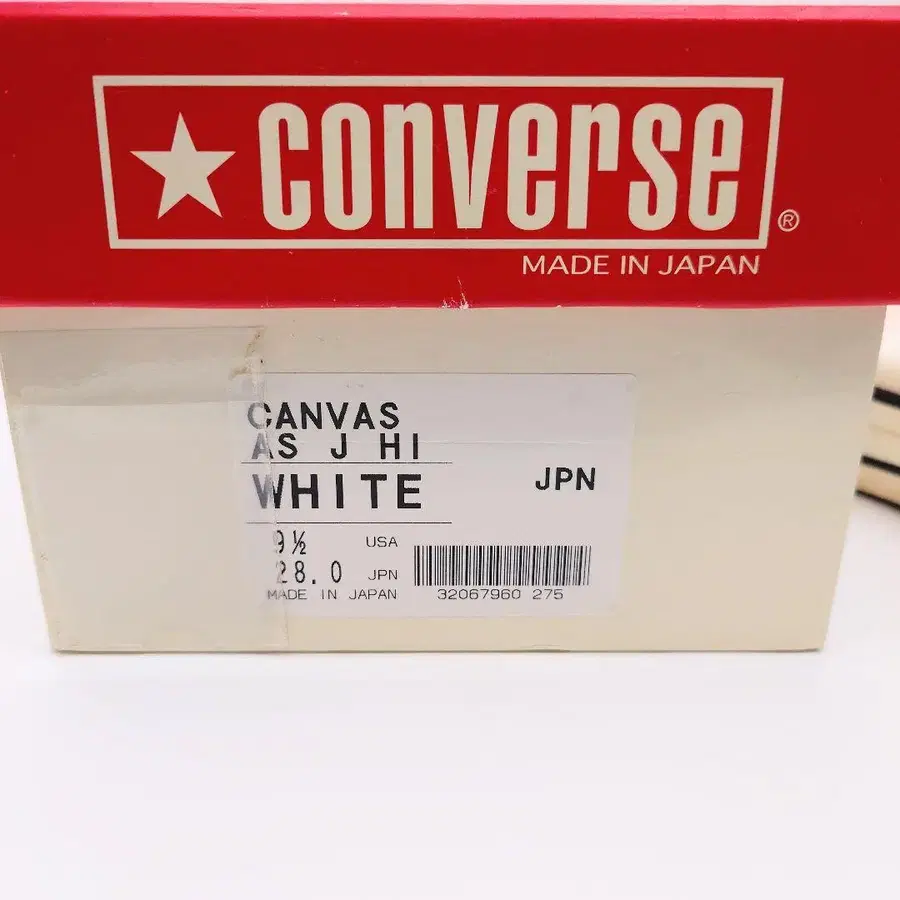 ★ CONVERSE ®
MADE IN JAPAN
CANVAS
AS J HI
WHITE
JPN
9½ USA
28.0 JPN
MADE IN JAPAN
32067960 275